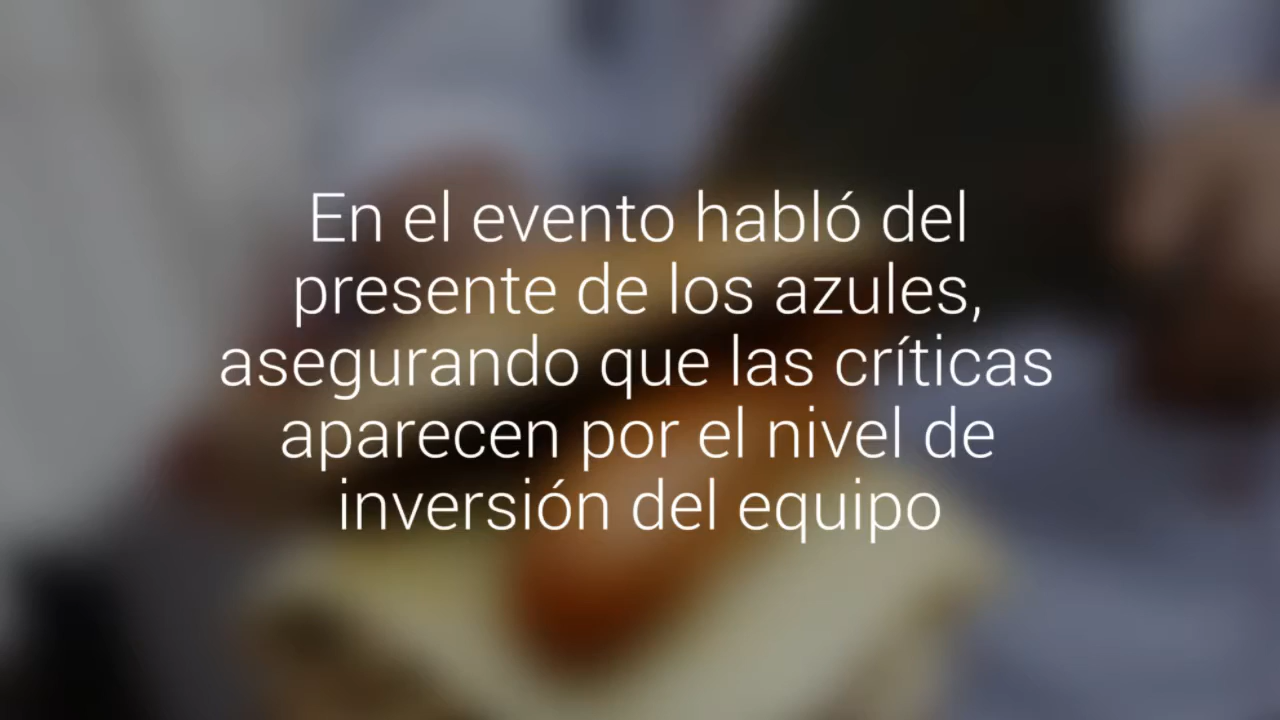 En el evento habló del
presente de los azules,
asegurando que las críticas
aparecen por el nivel de
inversión del equipo